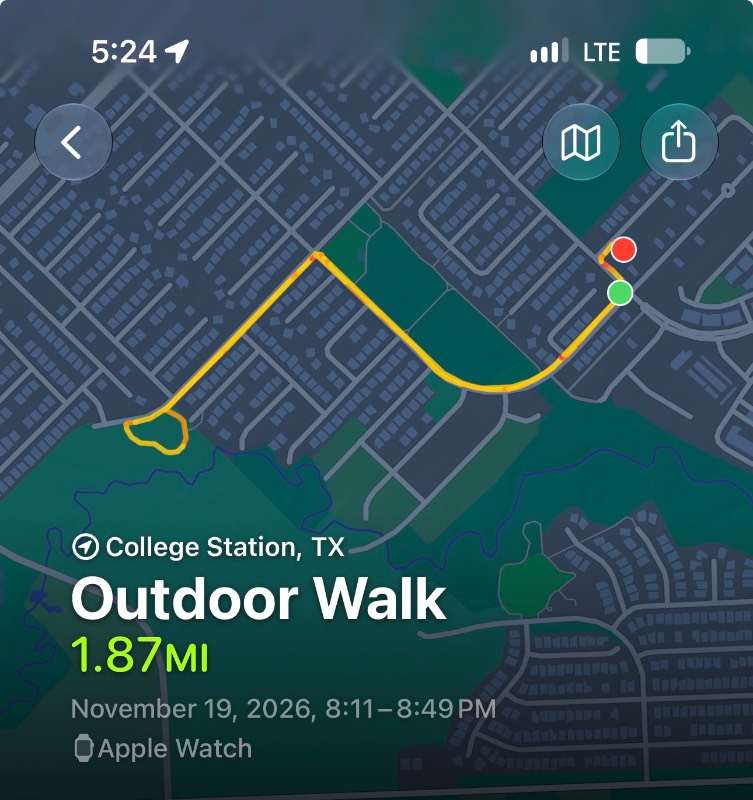 5:24 LTE
College Station, TX
Outdoor Walk
1.87MI
November 19, 2026, 8:11–8:49 PM
Apple Watch